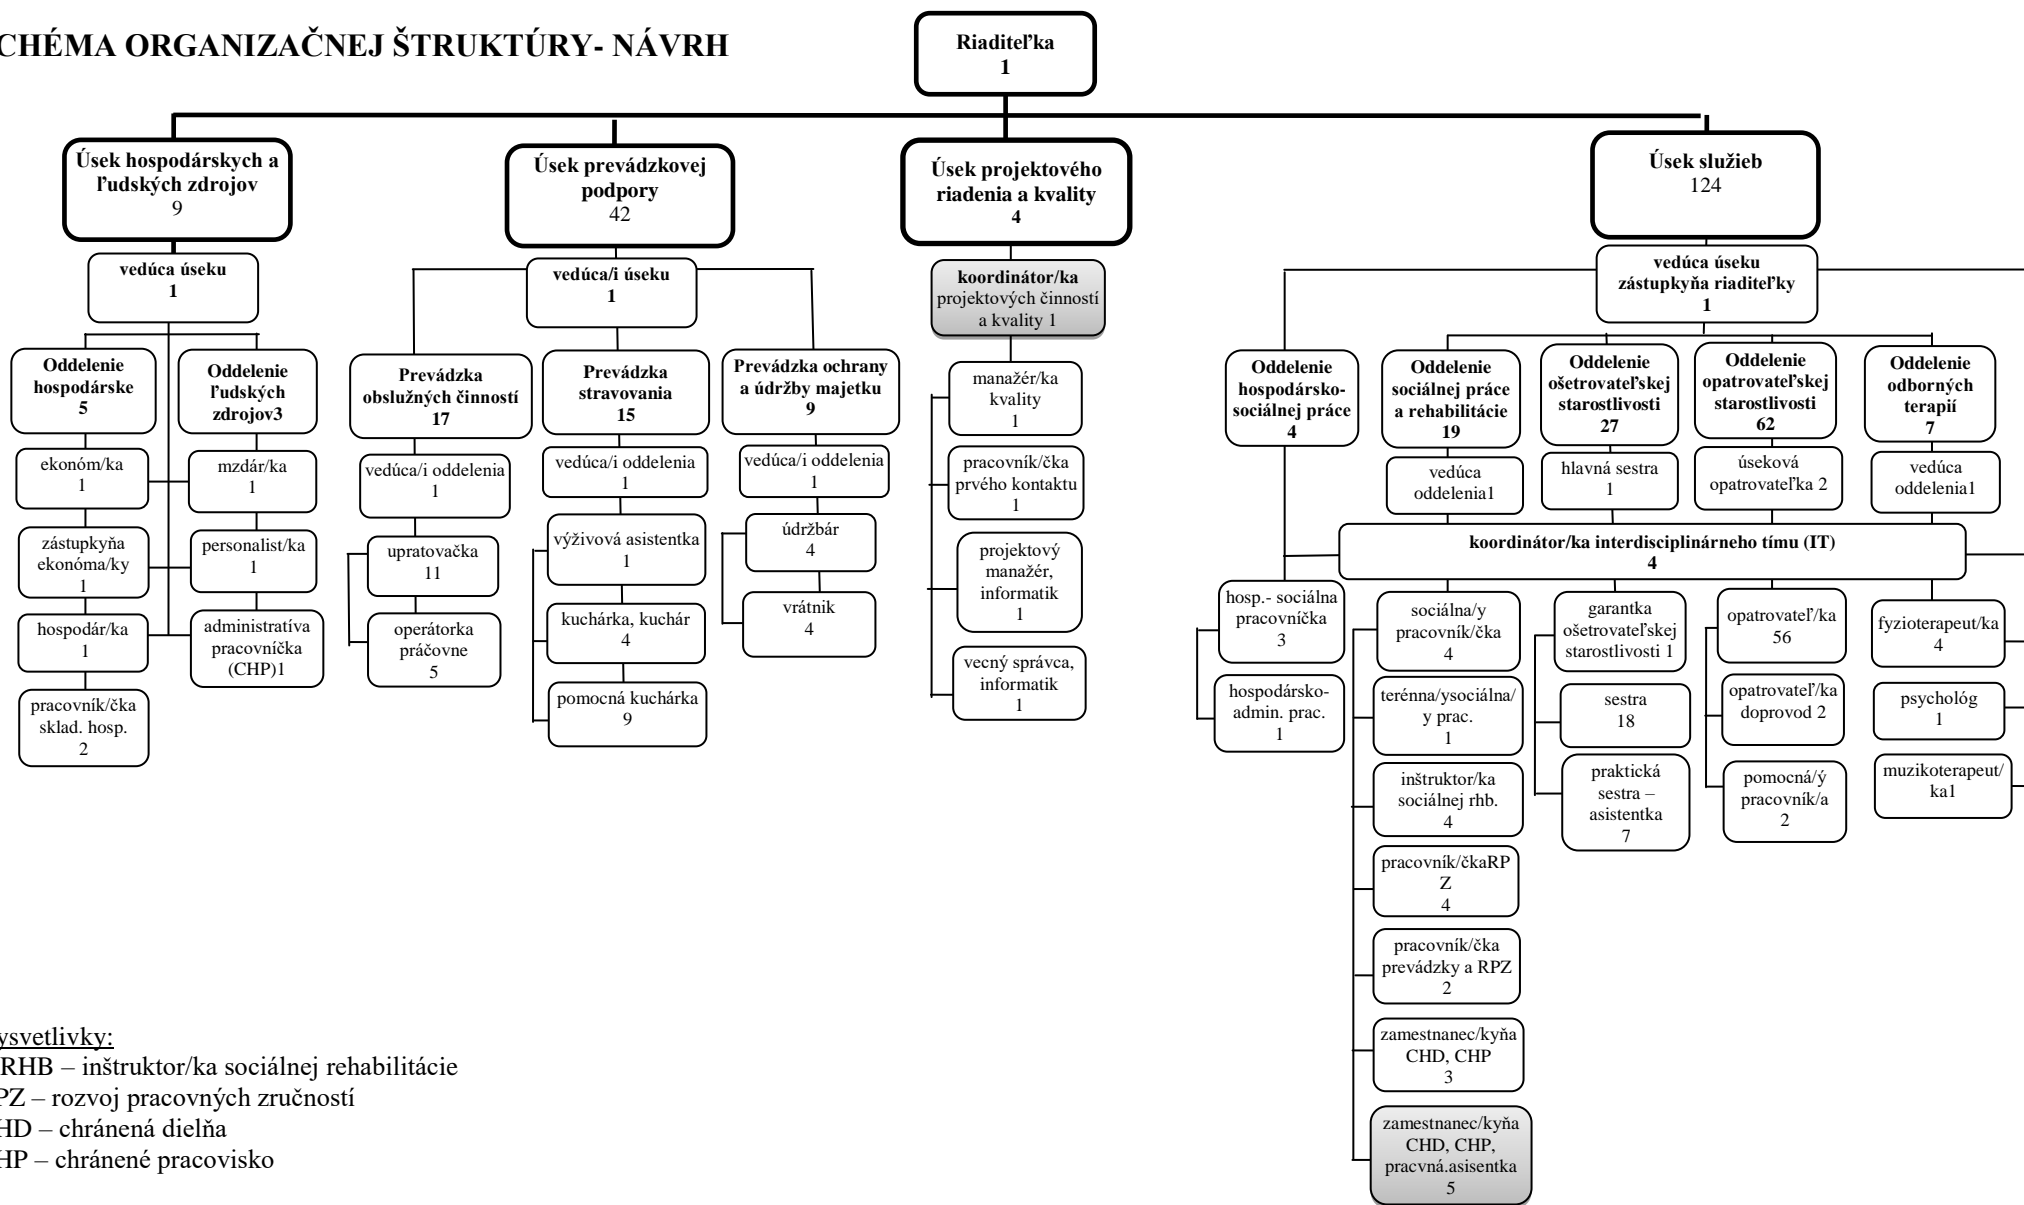 CHÉMA ORGANIZAČNEJ ŠTRUKTÚRY- NÁVRH
Riaditeľka
1
Úsek hospodárskych a
ľudských zdrojov
9
Úsek prevádzkovej
podpory
42
Úsek projektového
riadenia a kvality
4
Úsek služieb
124
vedúca úseku
1
vedúca/i úseku
1
koordinátor/ka
projektových činností
a kvality 1
vedúca úseku
zástupkyňa riaditeľky
1
Oddelenie
hospodárske
5
Oddelenie
ľudských
zdrojov3
Prevádzka
obslužných činností
17
Prevádzka
stravovania
15
Prevádzka ochrany
a údržby majetku
9
Oddelenie
hospodársko-
sociálnej práce
4
Oddelenie
sociálnej práce
a rehabilitácie
19
Oddelenie
ošetrovateľskej
starostlivosti
27
Oddelenie
opatrovateľskej
starostlivosti
62
Oddelenie
odborných
terapií
7
ekonóm/ka
1
zástupkyňa
ekonóma/ky
1
hospodár/ka
1
pracovník/čka
sklad. hosp.
2
mzdár/ka
1
personalist/ka
1
administratíva
pracovníčka
(CHP)1
vedúca/i oddelenia
1
upratovačka
11
operátorka
práčovne
5
vedúca/i oddelenia
1
výživová asistentka
1
kuchárka, kuchár
4
pomocná kuchárka
9
vedúca/i oddelenia
1
údržbár
4
vrátnik
4
manažér/ka
kvality
1
pracovník/čka
prvého kontaktu
1
projektový
manažér,
informatik
1
vecný správca,
informatik
1
vedúca
oddelenia1
hlavná sestra
1
úseková
opatrovateľka 2
vedúca
oddelenia1
koordinátor/ka interdisciplinárneho tímu (IT)
4
hosp.- sociálna
pracovníčka
3
hospodársko-
admin. prac.
1
sociálna/y
pracovník/čka
4
terénna/ysociálna/
y prac.
1
inštruktor/ka
sociálnej rhb.
4
pracovník/čkaRP
Z
4
pracovník/čka
prevádzky a RPZ
2
zamestnanec/kyňa
CHD, CHP
3
zamestnanec/kyňa
CHD, CHP,
pracvná.asisentka
5
garantka
ošetrovateľskej
starostlivosti 1
sestra
18
praktická
sestra –
asistentka
7
opatrovateľ/ka
56
opatrovateľ/ka
doprovod 2
pomocná/ý
pracovník/a
2
fyzioterapeut/ka
4
psychológ
1
muzikoterapeut/
ka1
ysvetlivky:
RHB – inštruktor/ka sociálnej rehabilitácie
PZ – rozvoj pracovných zručností
HD – chránená dielňa
HP – chránené pracovisko